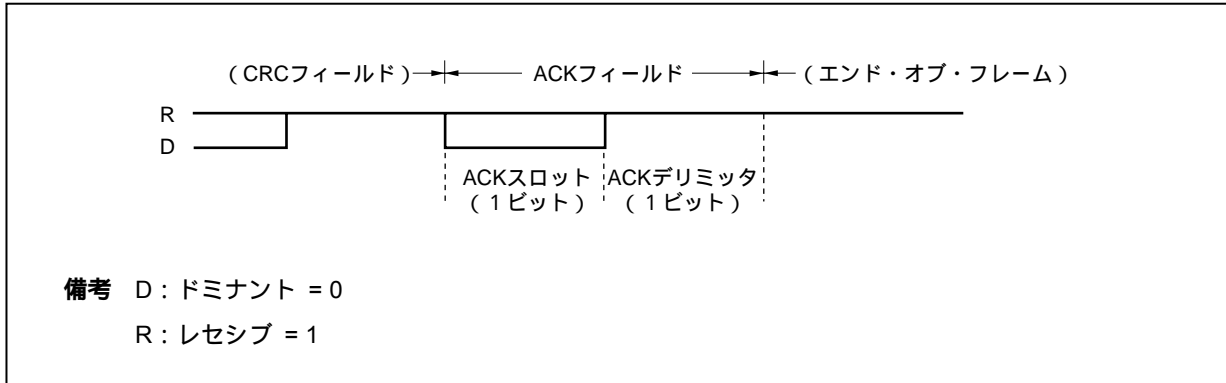 （CRCフィールド） ACKフィールド （エンド・オブ・フレーム）
R
D
ACKスロット ACKデリミッタ
（１ビット） （１ビット）
備考 D：ドミナント = 0
R：レセシブ = 1